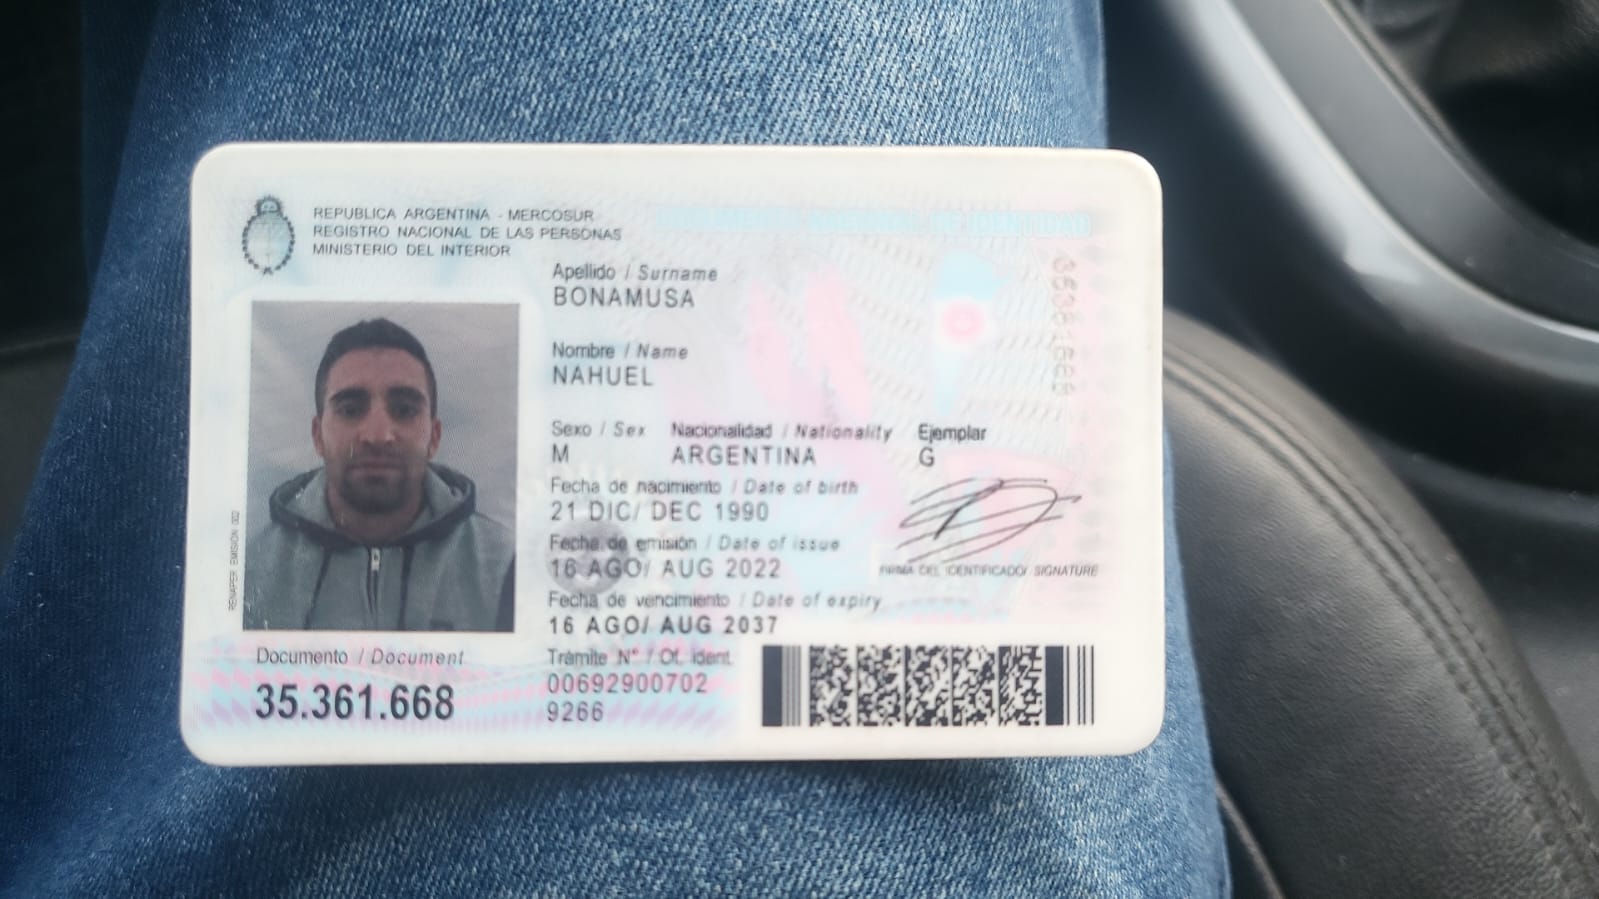 REPUBLICA ARGENTINA - MERCOSUR
REGISTRO NACIONAL DE LAS PERSONAS
MINISTERIO DEL INTERIOR
DE IDENTIDAD
Apellido / Surname
BONAMUSA
Nombre / Name
NAHUEL
Sexo / Sex Nacionalidad / Nationality Ejemplar
M ARGENTINA G
Fecha de nacimiento / Date of birth
21 DIC/ DEC 1990
Fecha de emisión / Date of issue
16 AGO/ AUG 2022
FIRMA DEL IDENTIFICADO/ SIGNATURE
Fecha de vencimiento / Date of expiry
16 AGO/ AUG 2037
Documento / Document
35.361.668
Trámite N° / Of. ident.
00692900702
9266
RENAPER EMISIÓN 002
35361668